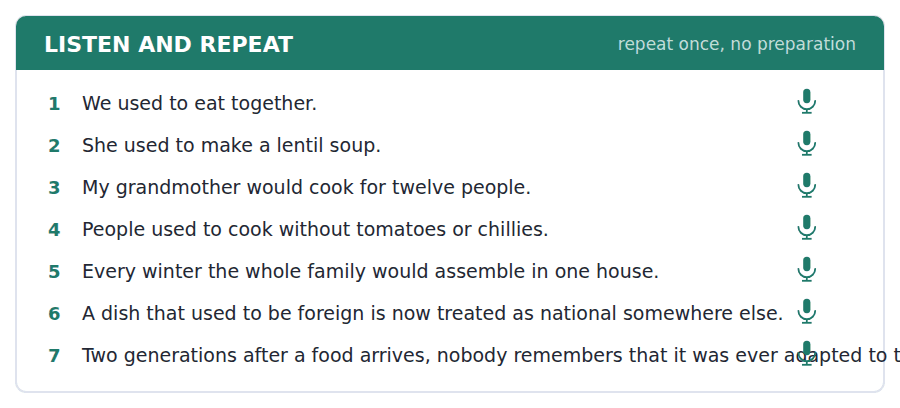 LISTEN AND REPEAT
repeat once, no preparation
1 We used to eat together.
2 She used to make a lentil soup.
3 My grandmother would cook for twelve people.
4 People used to cook without tomatoes or chillies.
5 Every winter the whole family would assemble in one house.
6 A dish that used to be foreign is now treated as national somewhere else.
7 Two generations after a food arrives, nobody remembers that it was ever adapted to